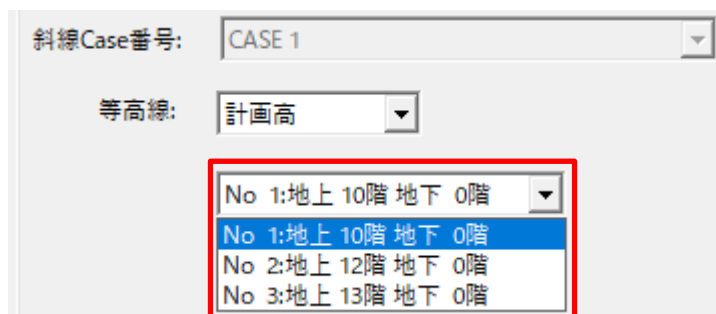 斜線Case番号: CASE 1
等高線: 計画高
No 1:地上 10階 地下 0階
No 1:地上 10階 地下 0階
No 2:地上 12階 地下 0階
No 3:地上 13階 地下 0階